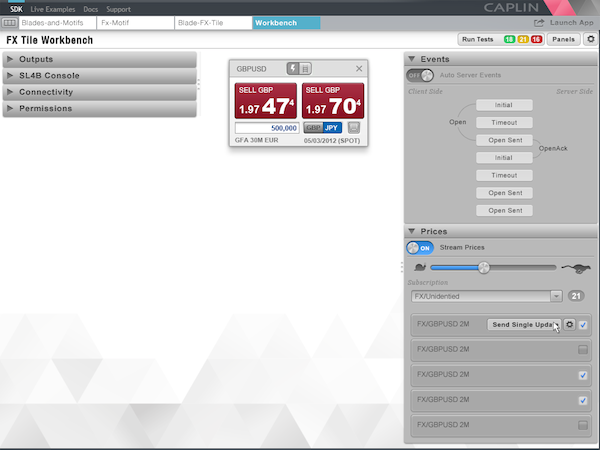 SDK Live Examples Docs Support CAPLIN
Blades-and-Motifs Fx-Motif Blade-FX-Tile Workbench Launch App
FX Tile Workbench Run Tests 18 21 16 Panels
Outputs
SL4B Console
Connectivity
Permissions
GBPUSD
SELL GBP SELL GBP
1.97 47 4 1.97 70 4
500,000 GBP JPY
GFA 30M EUR 05/03/2012 (SPOT)
Events
OFF Auto Server Events
Client Side Server Side
Initial
Open Timeout
Open Sent
Initial OpenAck
Timeout
Open Sent
Open Sent
Prices
ON Stream Prices
Subscription
FX/Unidentied 21
FX/GBPUSD 2M Send Single Upda
FX/GBPUSD 2M
FX/GBPUSD 2M
FX/GBPUSD 2M
FX/GBPUSD 2M